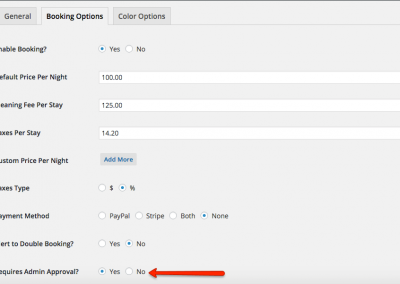 General Booking Options Color Options
nable Booking? Yes No
efault Price Per Night 100.00
leaning Fee Per Stay 125.00
axes Per Stay 14.20
ustom Price Per Night Add More
axes Type $ %
ayment Method PayPal Stripe Both None
lert to Double Booking? Yes No
equires Admin Approval? Yes No